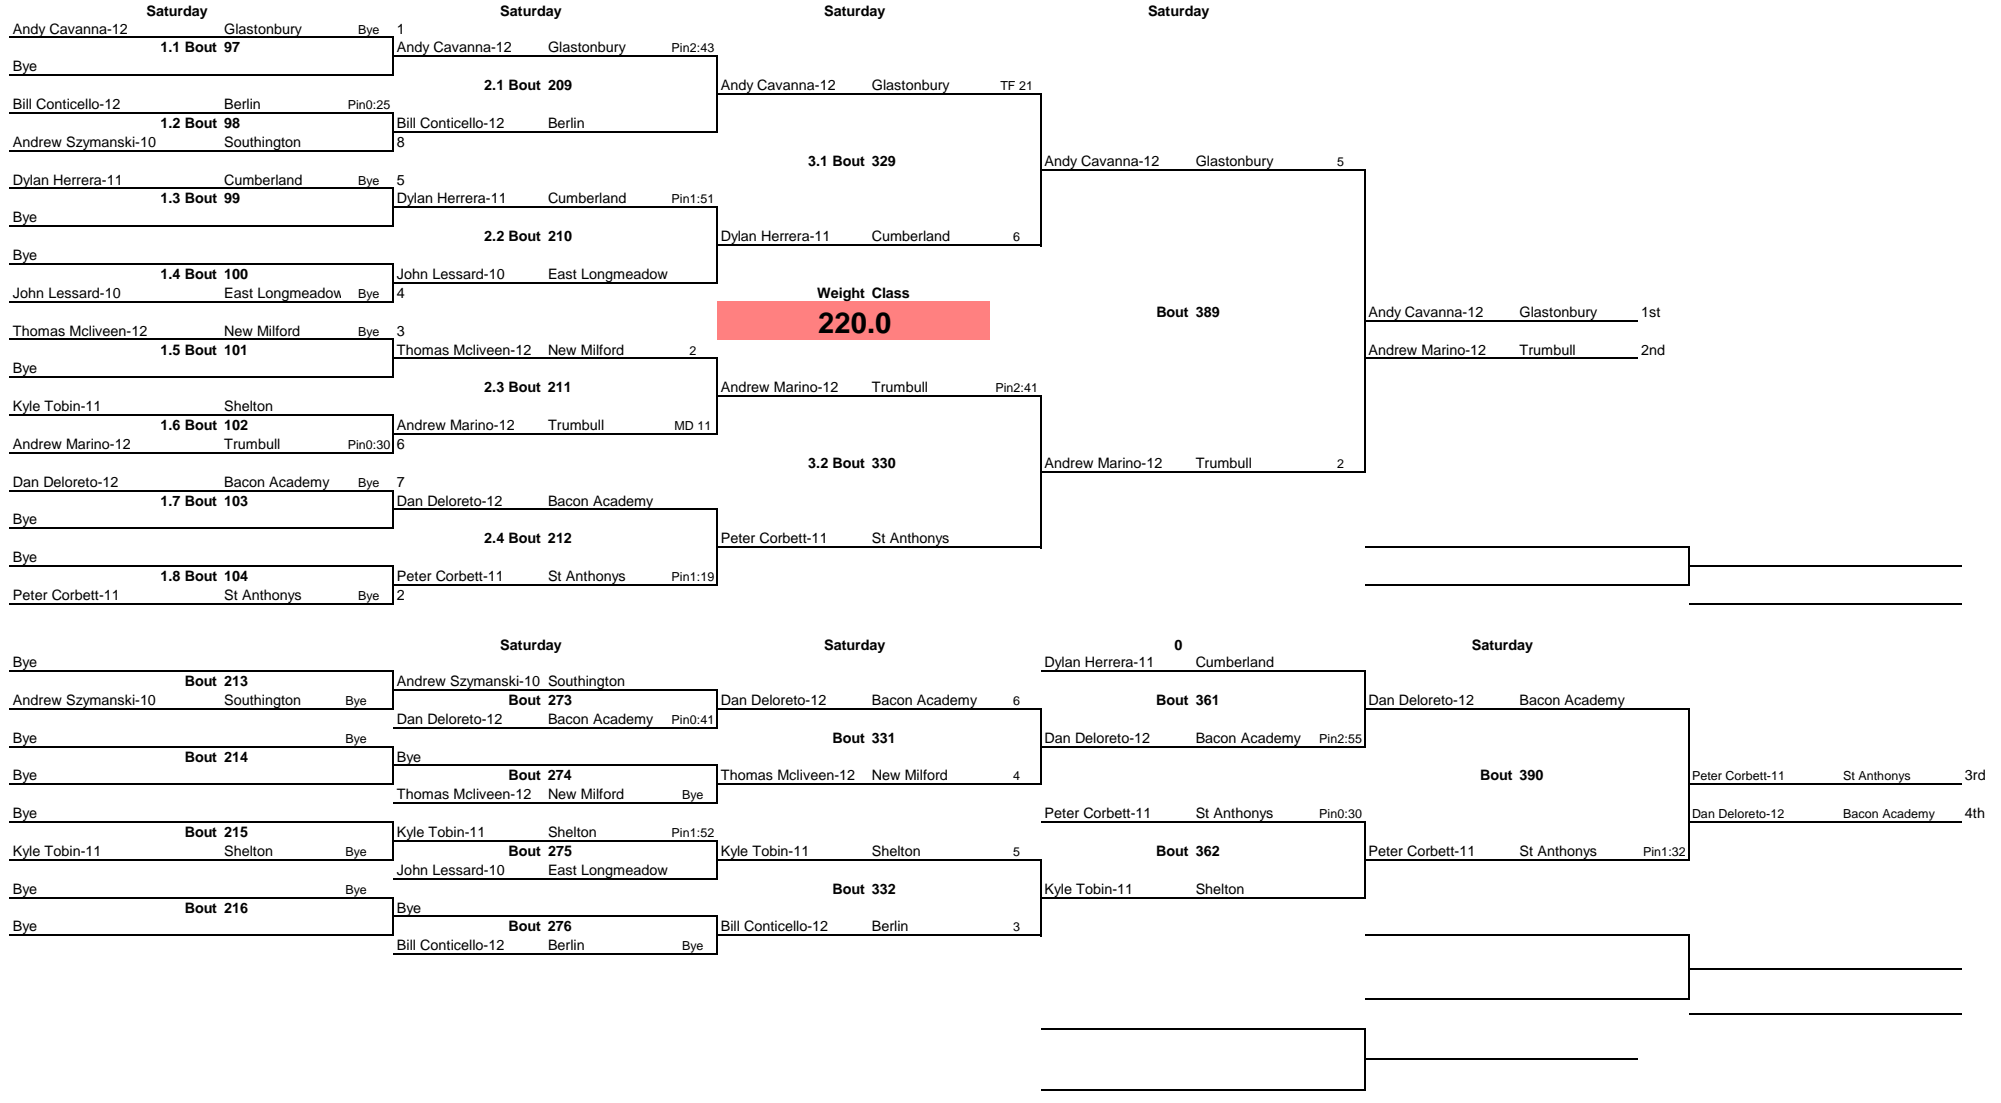 Saturday Saturday Saturday Saturday
Andy Cavanna-12 Glastonbury Bye 1
1.1 Bout 97 Andy Cavanna-12 Glastonbury Pin2:43
Bye
2.1 Bout 209 Andy Cavanna-12 Glastonbury TF 21
Bill Conticello-12 Berlin Pin0:25
1.2 Bout 98 Bill Conticello-12 Berlin
Andrew Szymanski-10 Southington 8
3.1 Bout 329 Andy Cavanna-12 Glastonbury 5
Dylan Herrera-11 Cumberland Bye 5
1.3 Bout 99 Dylan Herrera-11 Cumberland Pin1:51
Bye
2.2 Bout 210 Dylan Herrera-11 Cumberland 6
Bye
1.4 Bout 100 John Lessard-10 East Longmeadow
John Lessard-10 East Longmeadow Bye 4 Weight Class
220.0 Bout 389 Andy Cavanna-12 Glastonbury 1st
Thomas Mcliveen-12 New Milford Bye 3
1.5 Bout 101 Thomas Mcliveen-12 New Milford 2 Andrew Marino-12 Trumbull 2nd
Bye
2.3 Bout 211 Andrew Marino-12 Trumbull Pin2:41
Kyle Tobin-11 Shelton
1.6 Bout 102 Andrew Marino-12 Trumbull MD 11
Andrew Marino-12 Trumbull Pin0:30 6
3.2 Bout 330 Andrew Marino-12 Trumbull 2
Dan Deloreto-12 Bacon Academy Bye 7
1.7 Bout 103 Dan Deloreto-12 Bacon Academy
Bye
2.4 Bout 212 Peter Corbett-11 St Anthonys
Bye
1.8 Bout 104 Peter Corbett-11 St Anthonys Pin1:19
Peter Corbett-11 St Anthonys Bye 2
Saturday Saturday 0 Saturday
Bye Dylan Herrera-11 Cumberland
Bout 213 Andrew Szymanski-10 Southington
Andrew Szymanski-10 Southington Bye Bout 273 Dan Deloreto-12 Bacon Academy 6 Bout 361 Dan Deloreto-12 Bacon Academy
Dan Deloreto-12 Bacon Academy Pin0:41
Bye Bye Bout 331 Dan Deloreto-12 Bacon Academy Pin2:55
Bout 214 Bye
Bye Bout 274 Thomas Mcliveen-12 New Milford 4 Bout 390 Peter Corbett-11 St Anthonys 3rd
Thomas Mcliveen-12 New Milford Bye
Bye Peter Corbett-11 St Anthonys Pin0:30 Dan Deloreto-12 Bacon Academy 4th
Bout 215 Kyle Tobin-11 Shelton Pin1:52
Kyle Tobin-11 Shelton Bye Bout 275 Kyle Tobin-11 Shelton 5 Bout 362 Peter Corbett-11 St Anthonys Pin1:32
John Lessard-10 East Longmeadow
Bye Bye Bout 332 Kyle Tobin-11 Shelton
Bout 216 Bye
Bye Bout 276 Bill Conticello-12 Berlin 3
Bill Conticello-12 Berlin Bye